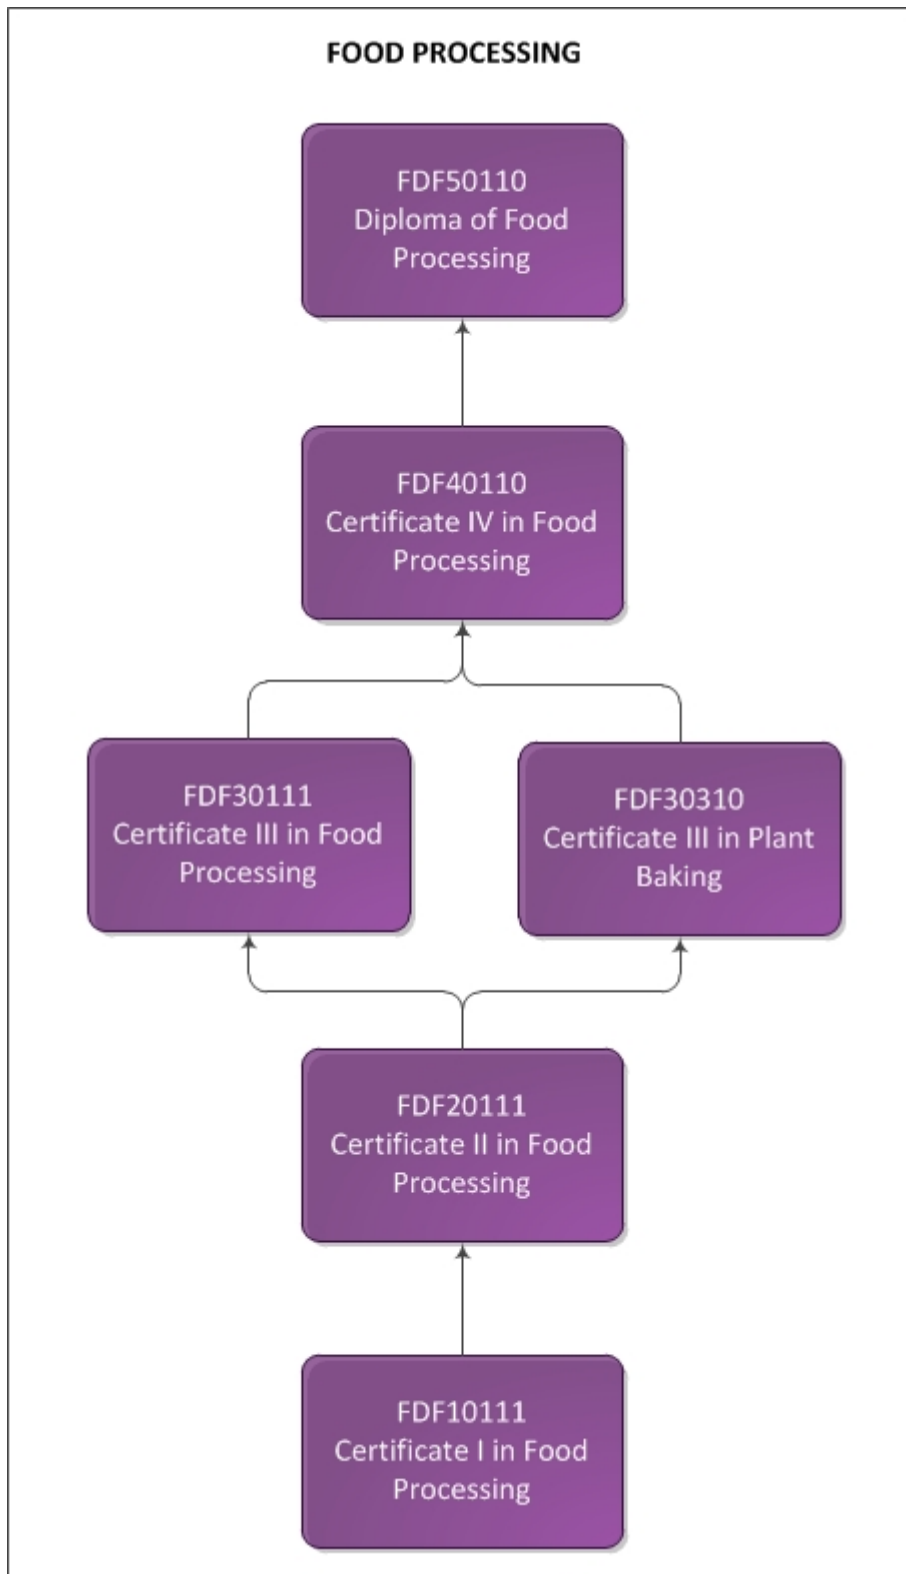 FOOD PROCESSING
FDF50110
Diploma of Food
Processing
FDF40110
Certificate IV in Food
Processing
FDF30111
Certificate III in Food
Processing
FDF30310
Certificate III in Plant
Baking
FDF20111
Certificate II in Food
Processing
FDF10111
Certificate I in Food
Processing